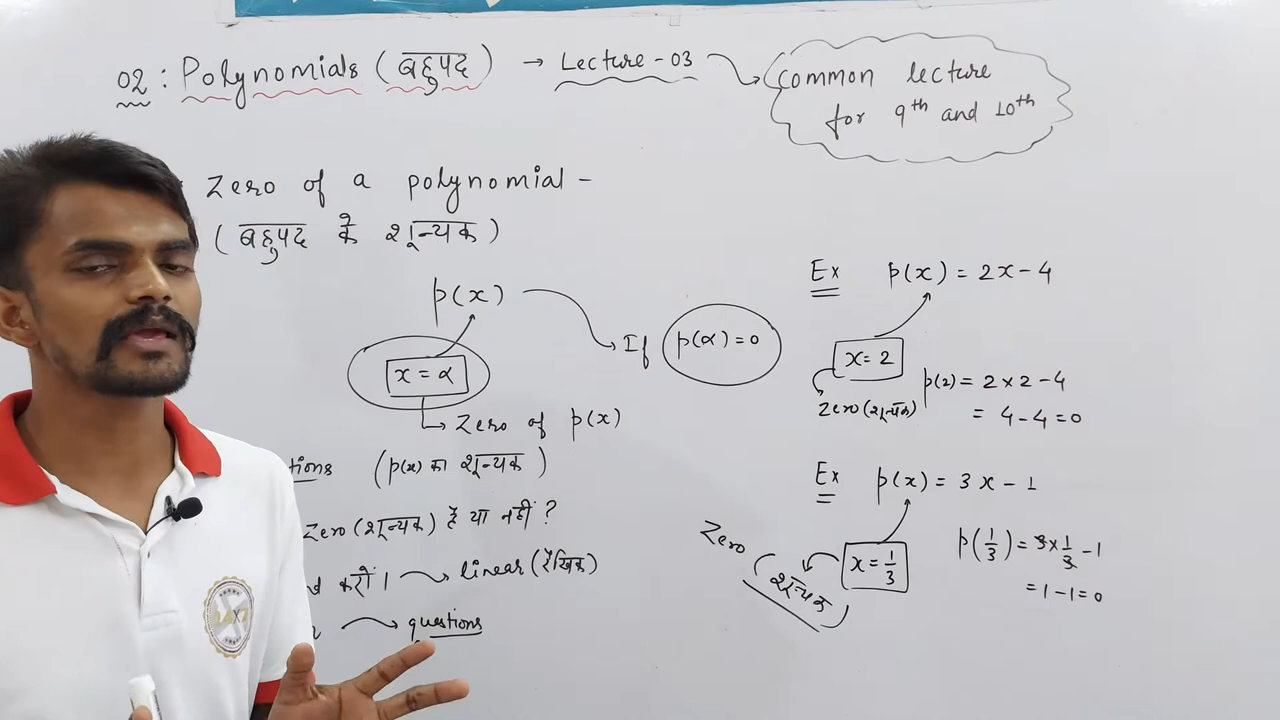 02 : Polynomials (बहुपद) → Lecture - 03
Common lecture
for 9th and 10th
Zero of a polynomial -
(बहुपद के शून्यक)
p(x)
If p(α) = 0
x = α
Zero of p(x)
(p(x) का शून्यक)
Zero (शून्यक) है या नहीं ?
करो। linear (रैखिक)
questions
Ex p(x) = 2x - 4
x = 2
Zero (शून्यक)
p(2) = 2 × 2 - 4
= 4 - 4 = 0
Ex p(x) = 3x - 1
x = 1/3
Zero (शून्यक)
p(1/3) = 3 × 1/3 - 1
= 1 - 1 = 0